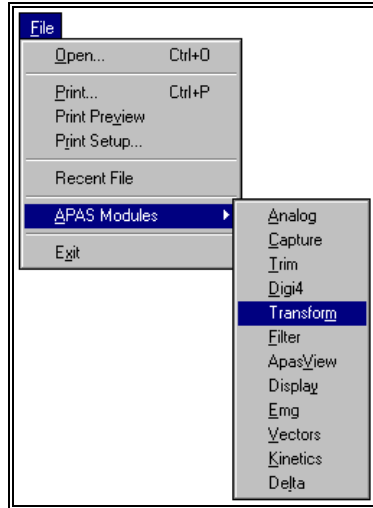 File
Open... Ctrl+O
Print... Ctrl+P
Print Preview
Print Setup...
Recent File
APAS Modules
Exit
Analog
Capture
Trim
Digi4
Transform
Filter
ApasView
Display
Emg
Vectors
Kinetics
Delta